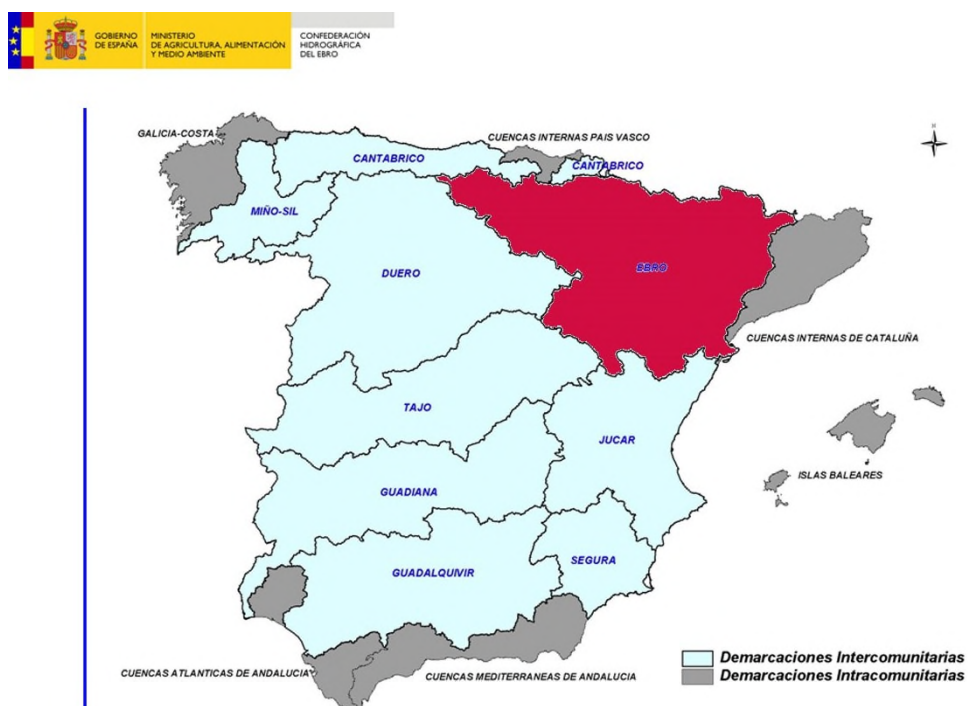 GOBIERNO
DE ESPAÑA
MINISTERIO
DE AGRICULTURA, ALIMENTACIÓN
Y MEDIO AMBIENTE
CONFEDERACIÓN
HIDROGRÁFICA
DEL EBRO
GALICIA-COSTA
CUENCAS INTERNAS PAIS VASCO
CANTABRICO
CANTABRICO
MIÑO-SIL
DUERO
EBRO
CUENCAS INTERNAS DE CATALUÑA
TAJO
JUCAR
ISLAS BALEARES
GUADIANA
SEGURA
GUADALQUIVIR
CUENCAS ATLANTICAS DE ANDALUCIA
CUENCAS MEDITERRANEAS DE ANDALUCIA
Demarcaciones Intercomunitarias
Demarcaciones Intracomunitarias